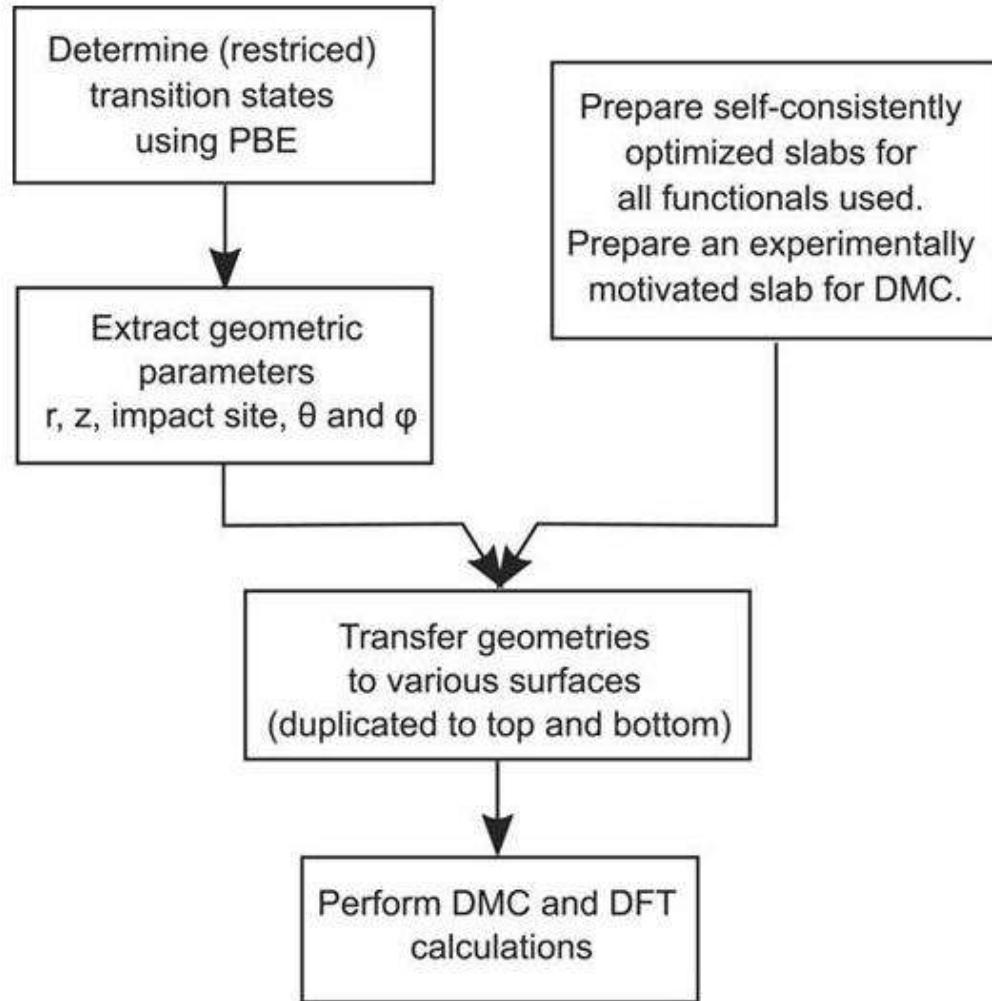 Determine (restriced)
transition states
using PBE
Prepare self-consistently
optimized slabs for
all functionals used.
Prepare an experimentally
motivated slab for DMC.
Extract geometric
parameters
r, z, impact site, θ and φ
Transfer geometries
to various surfaces
(duplicated to top and bottom)
Perform DMC and DFT
calculations